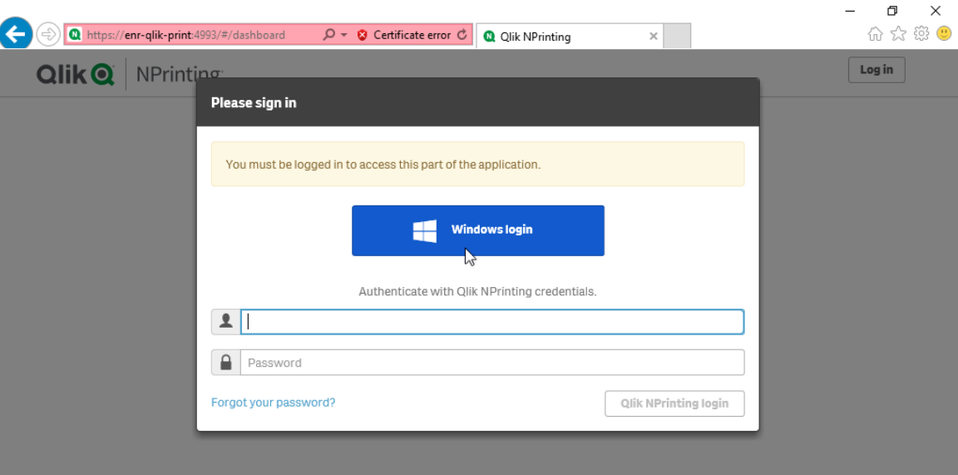 https://enr-qlik-print:4993/#/dashboard
Certificate error
Qlik NPrinting
Qlik NPrinting
Log in
Please sign in
You must be logged in to access this part of the application.
Windows login
Authenticate with Qlik NPrinting credentials.
Password
Forgot your password?
Qlik NPrinting login